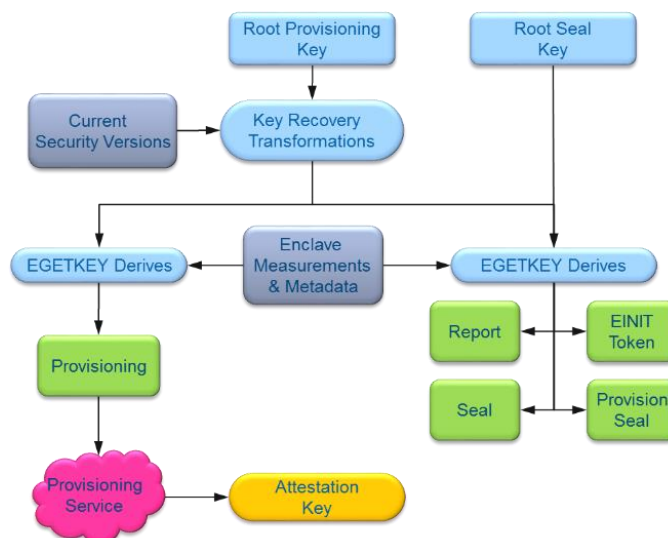 Root Provisioning
Key
Root Seal
Key
Current
Security Versions
Key Recovery
Transformations
EGETKEY Derives
Enclave
Measurements
& Metadata
EGETKEY Derives
Provisioning
Report
EINIT
Token
Seal
Provision
Seal
Provisioning
Service
Attestation
Key